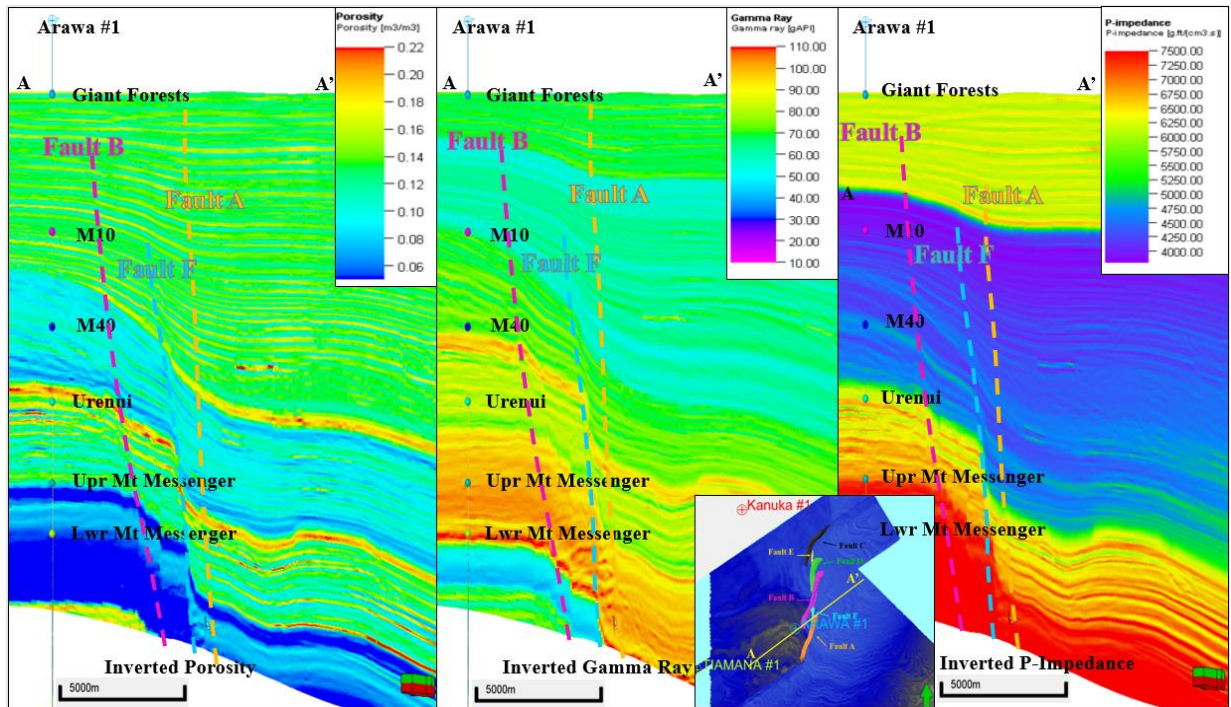 Arawa #1
Porosity
Porosity [m3/m3]
0.22
0.20
0.18
0.16
0.14
0.12
0.10
0.08
0.06
A
A’
Giant Forests
Fault B
Fault A
M10
Fault F
M40
Urenui
Upr Mt Messenger
Lwr Mt Messenger
Inverted Porosity
5000m
Arawa #1
Gamma Ray
Gamma ray [gAPI]
110.00
100.00
90.00
80.00
70.00
60.00
50.00
40.00
30.00
20.00
10.00
A
A’
Giant Forests
Fault B
Fault A
M10
Fault F
M40
Urenui
Upr Mt Messenger
Lwr Mt Messenger
Inverted Gamma Ray
5000m
Arawa #1
P-impedance
P-impedance [g.ft/(cm3.s)]
7500.00
7250.00
7000.00
6750.00
6500.00
6250.00
6000.00
5750.00
5500.00
5250.00
5000.00
4750.00
4500.00
4250.00
4000.00
A’
Giant Forests
Fault B
A
Fault A
M10
Fault F
M40
Urenui
Upr Mt Messenger
Lwr Mt Messenger
Inverted P-Impedance
5000m
Kanuka #1
Fault C
Fault E
Fault D
A’
Fault B
Fault F
Fault A
A
TIAMANA #1